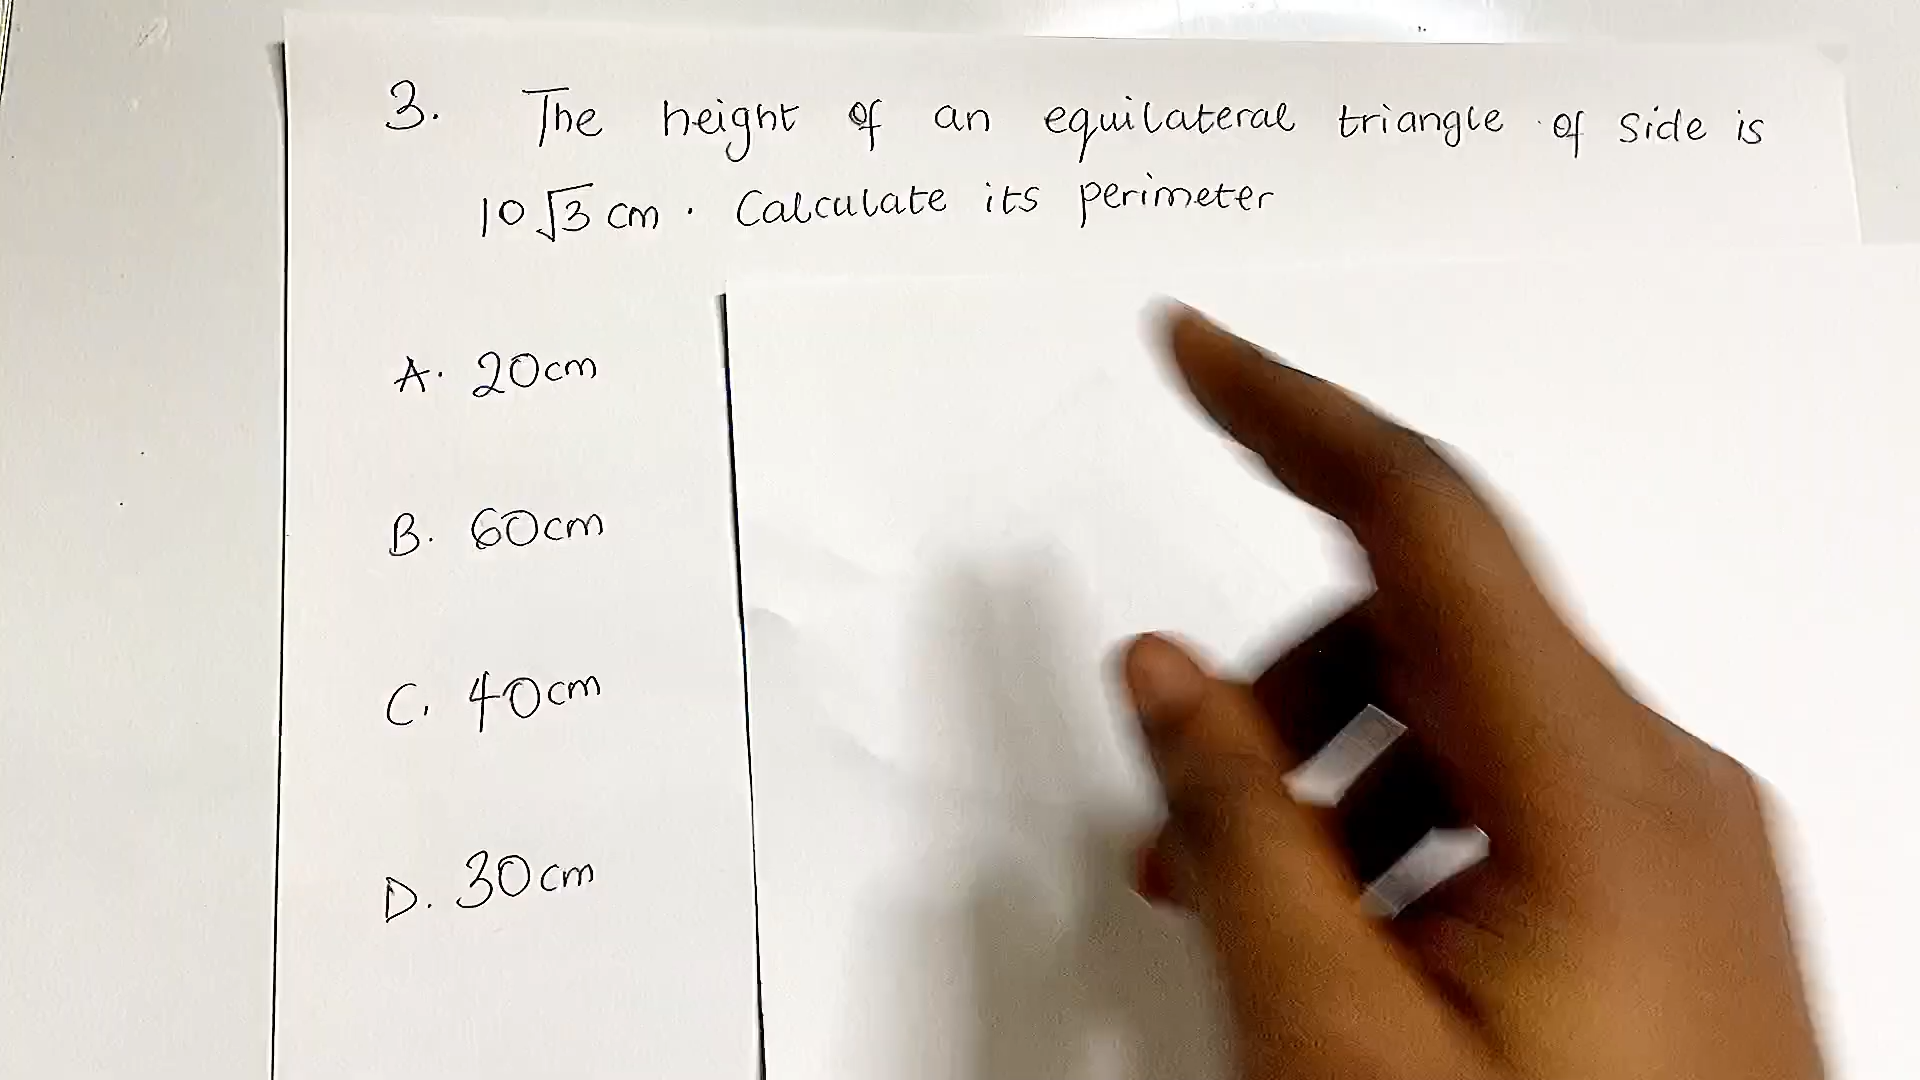 3. The height of an equilateral triangle of side is
10√3 cm. Calculate its perimeter
A. 20cm
B. 60cm
C. 40cm
D. 30cm